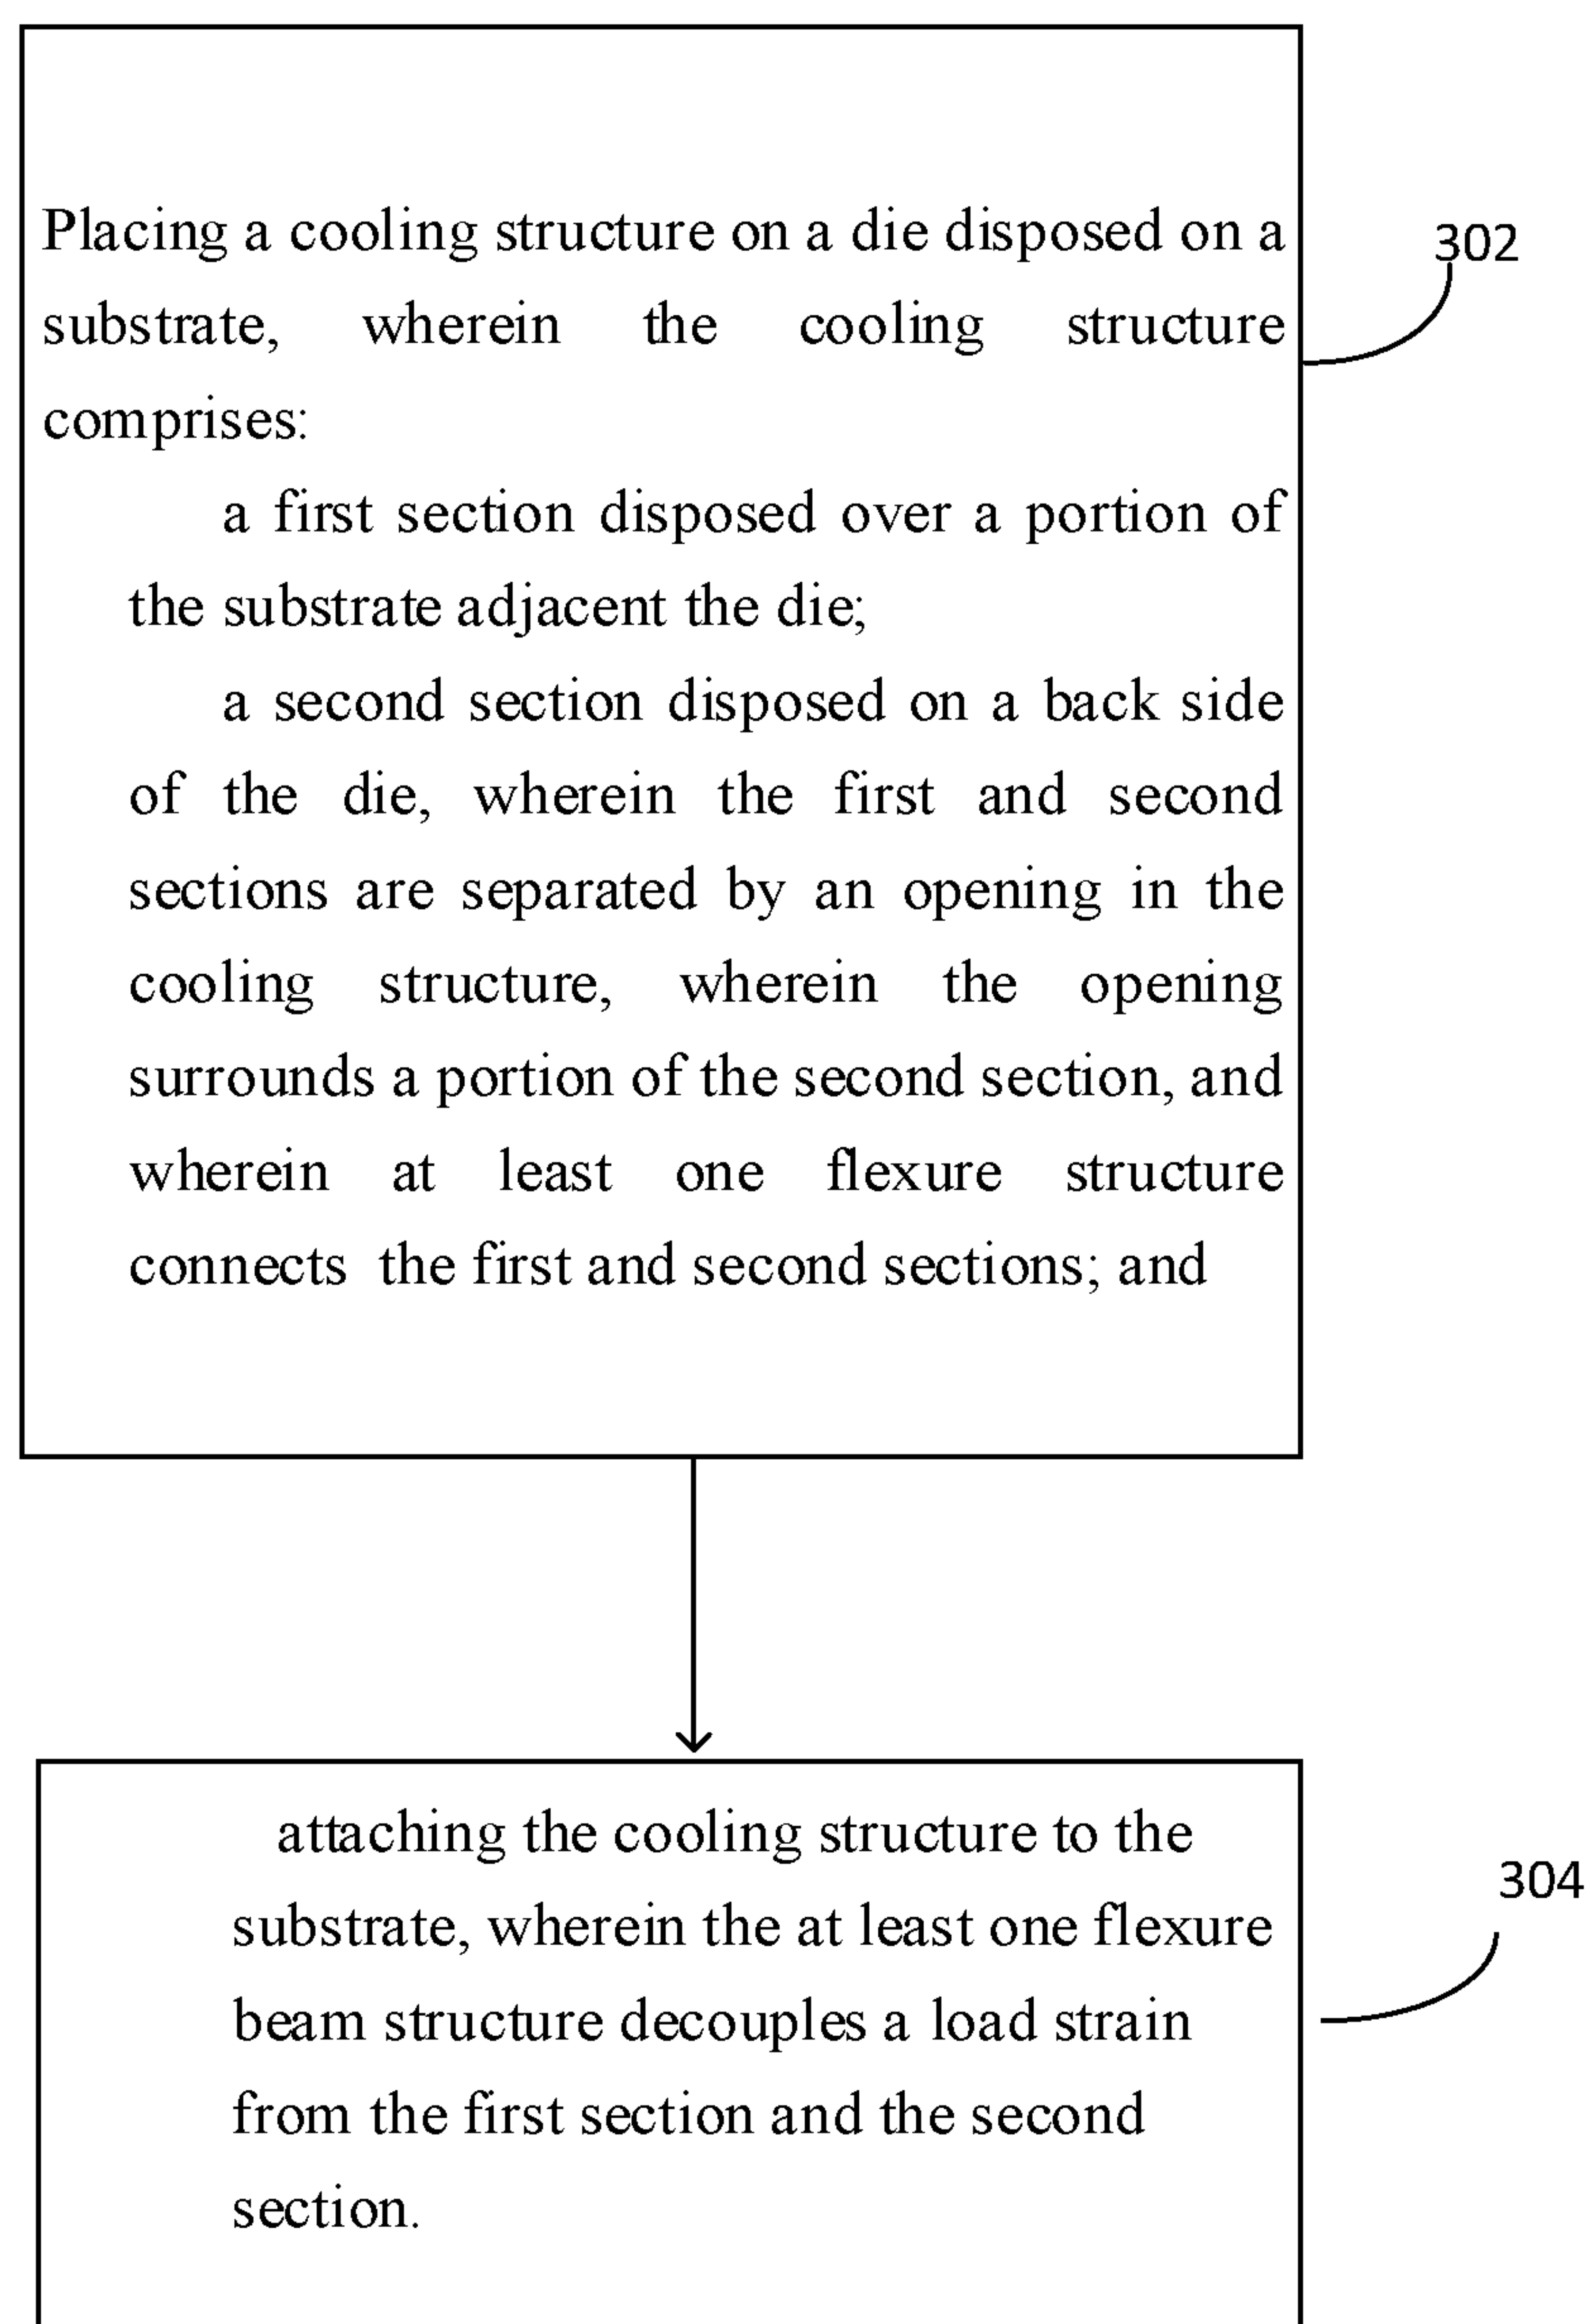 Placing a cooling structure on a die disposed on a
302
substrate, wherein the cooling structure
comprises:
a first section disposed over a portion of
the substrate adjacent the die;
a second section disposed on a back side
of the die, wherein the first and second
sections are separated by an opening in the
cooling structure, wherein the opening
surrounds a portion of the second section, and
wherein at least one flexure structure
connects the first and second sections; and
attaching the cooling structure to the
304
substrate, wherein the at least one flexure
beam structure decouples a load strain
from the first section and the second
section.